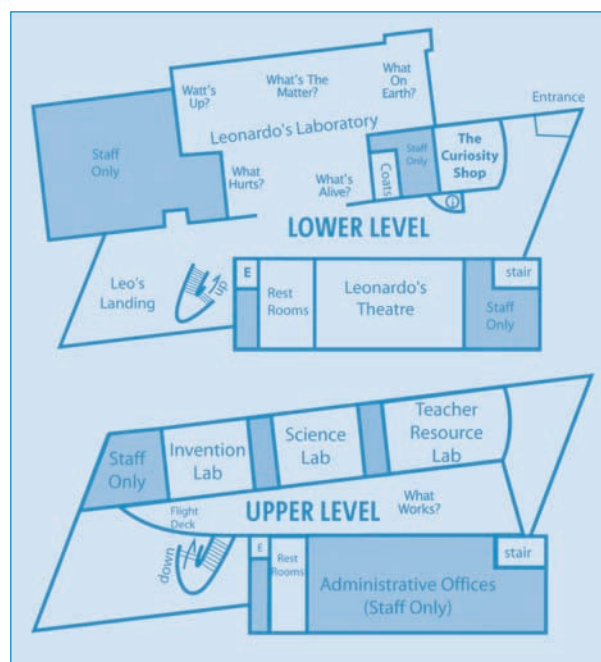 What
On
Earth?
What's The
Matter?
Watt's
Up?
Entrance
Leonardo's Laboratory
Staff
Only
Staff
Only
The
Curiosity
Shop
What
Hurts?
What's
Alive?
Coats
i
LOWER LEVEL
Leo's
Landing
up
E
Rest
Rooms
Leonardo's
Theatre
stair
Staff
Only
Staff
Only
Invention
Lab
Science
Lab
Teacher
Resource
Lab
Flight
Deck
UPPER LEVEL
What
Works?
down
E
Rest
Rooms
stair
Administrative Offices
(Staff Only)